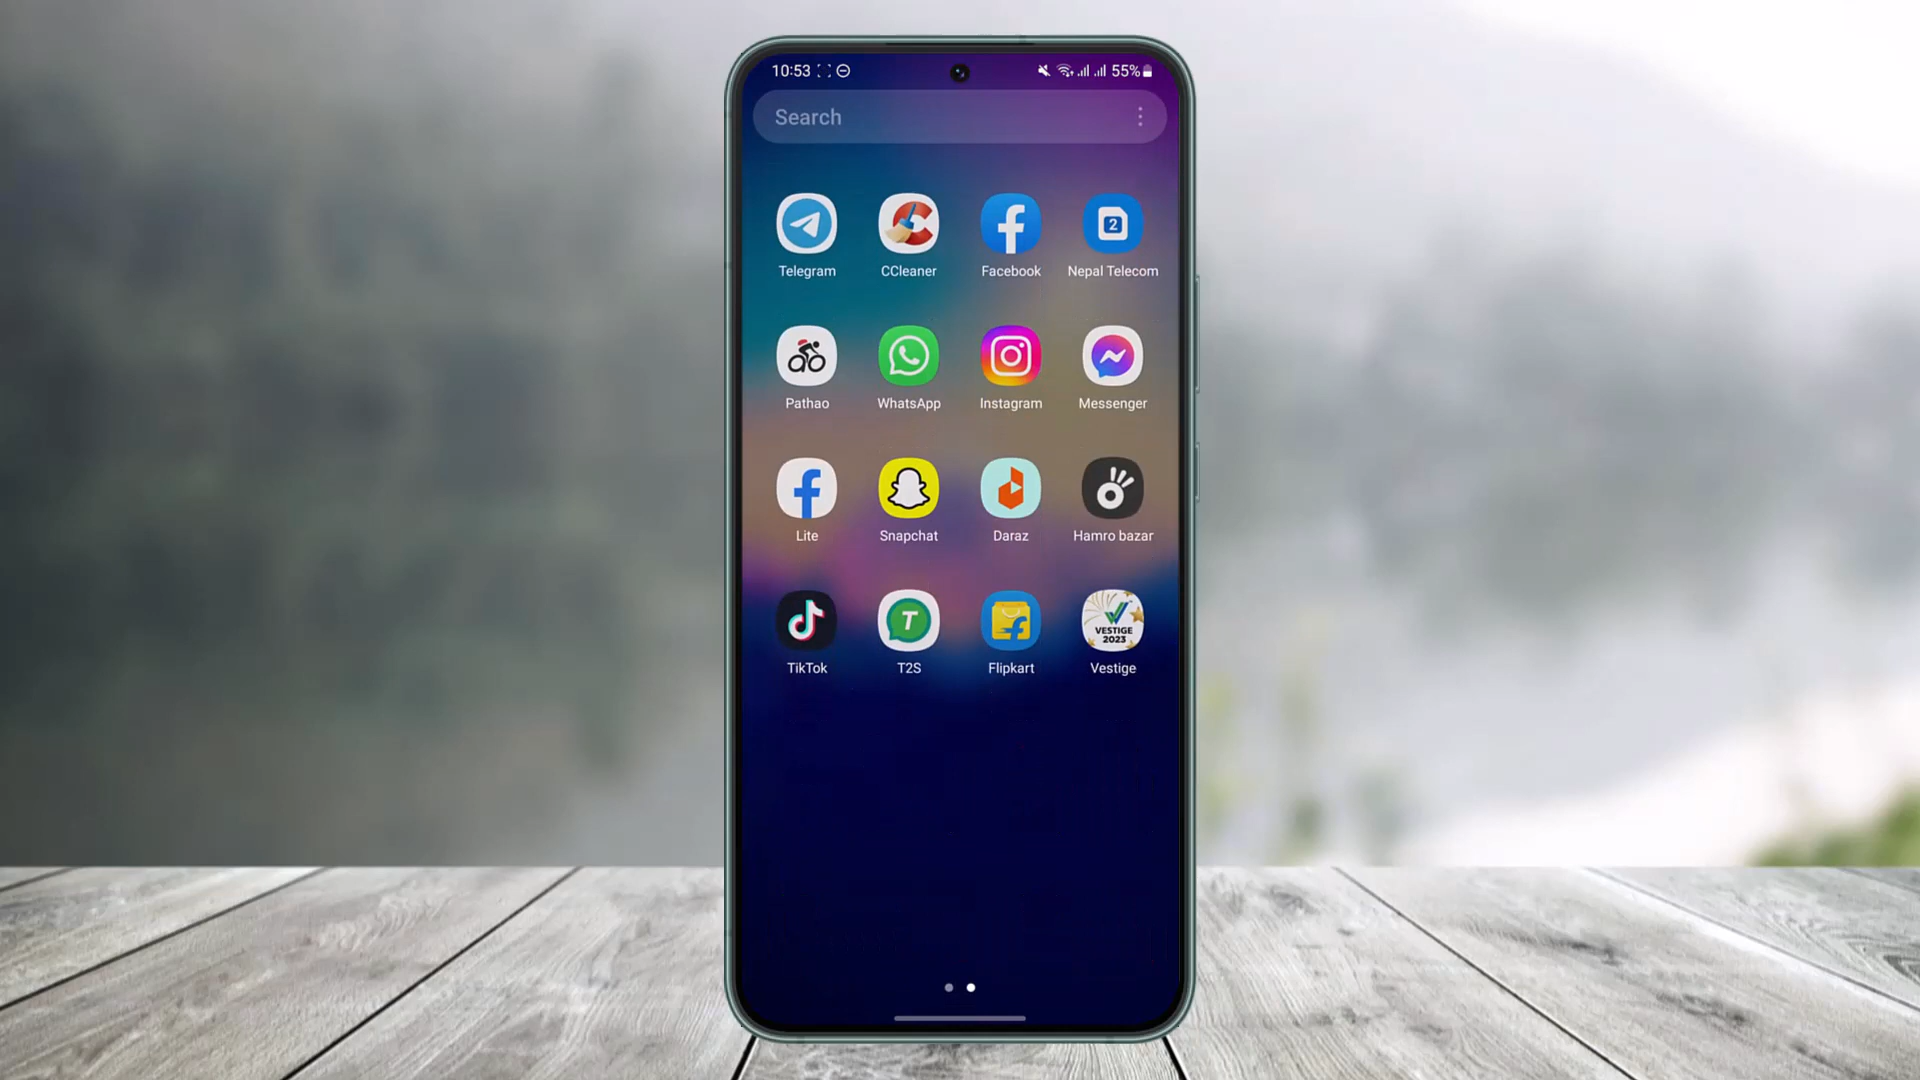 10:53 55%
Search
Telegram CCleaner Facebook Nepal Telecom
2
Pathao WhatsApp Instagram Messenger
Lite Snapchat Daraz Hamro bazar
T VESTIGE
2023
TikTok T2S Flipkart Vestige